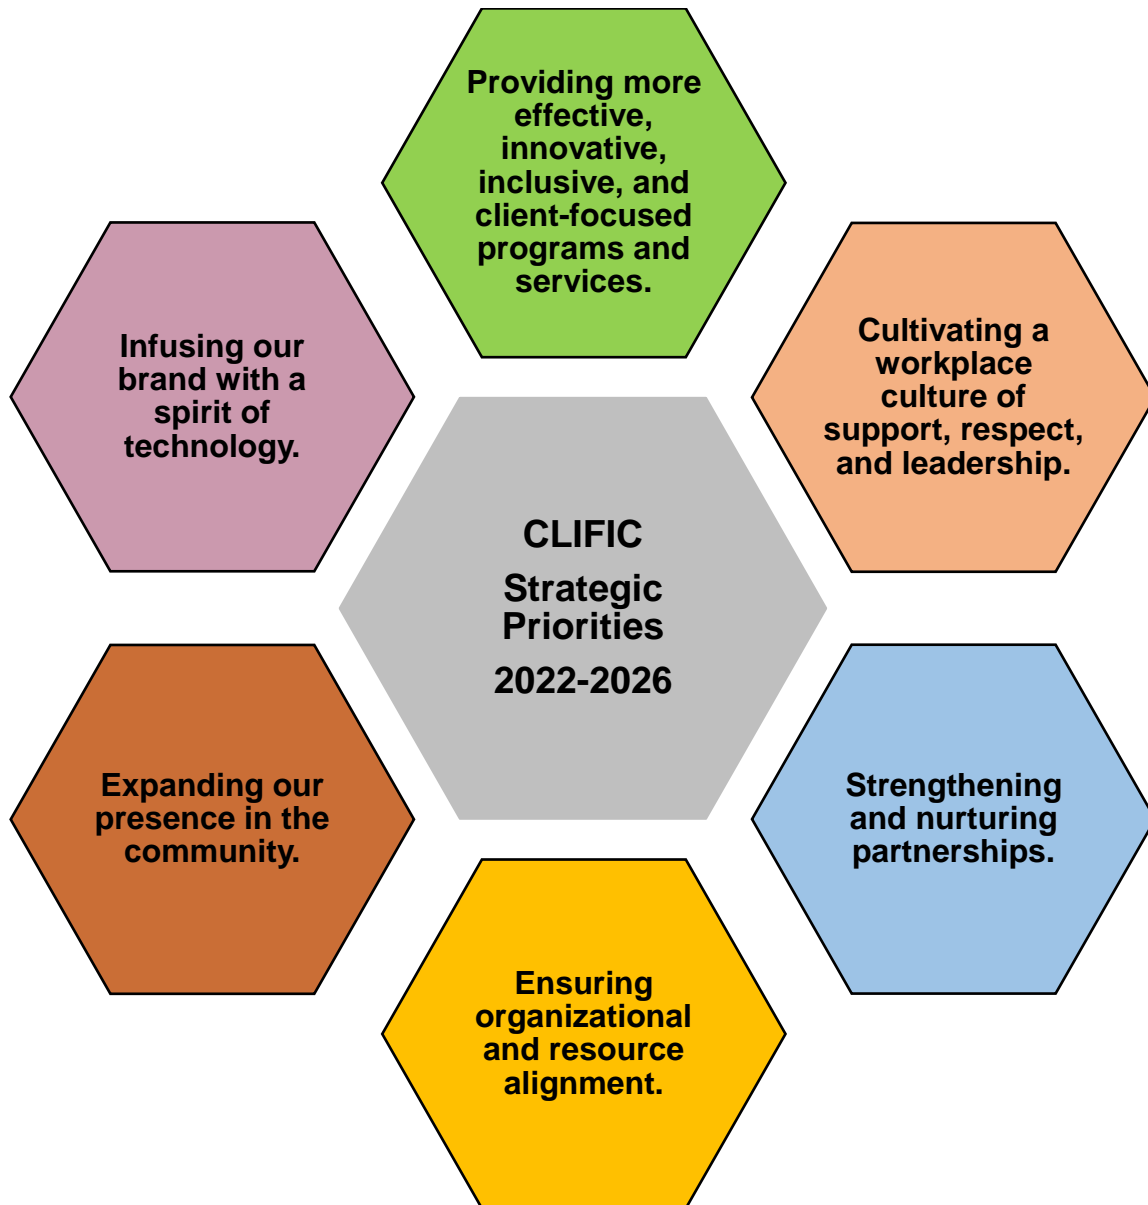 Providing more
effective,
innovative,
inclusive, and
client-focused
programs and
services.
Cultivating a
workplace
culture of
support, respect,
and leadership.
Strengthening
and nurturing
partnerships.
Ensuring
organizational
and resource
alignment.
Expanding our
presence in the
community.
Infusing our
brand with a
spirit of
technology.
CLIFIC
Strategic
Priorities
2022-2026